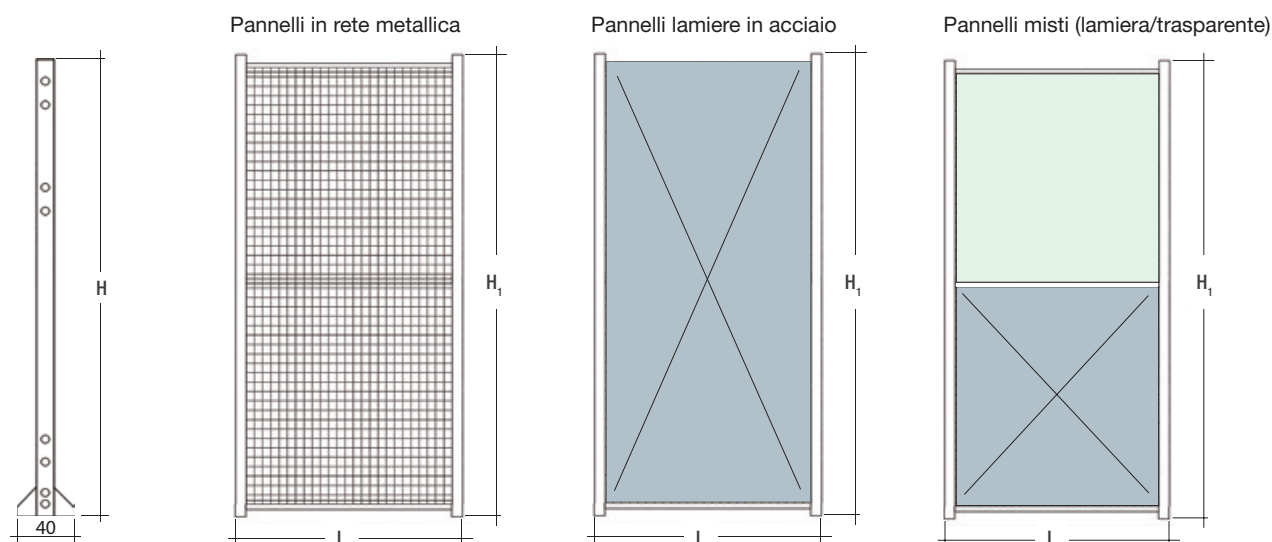 Pannelli in rete metallica
Pannelli lamiere in acciaio
Pannelli misti (lamiera/trasparente)
H
H₁
H₁
H₁
40